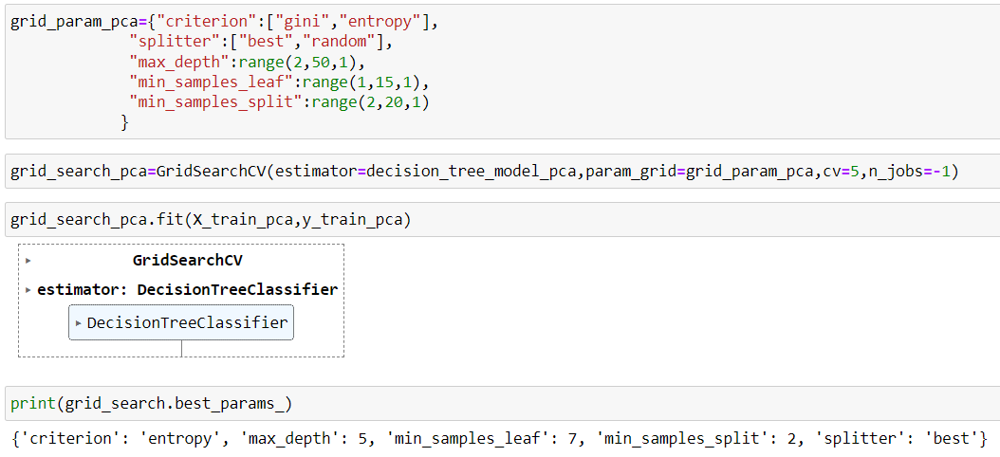 grid_param_pca={"criterion":["gini","entropy"],
"splitter":["best","random"],
"max_depth":range(2,50,1),
"min_samples_leaf":range(1,15,1),
"min_samples_split":range(2,20,1)
}
grid_search_pca=GridSearchCV(estimator=decision_tree_model_pca,param_grid=grid_param_pca,cv=5,n_jobs=-1)
grid_search_pca.fit(X_train_pca,y_train_pca)
GridSearchCV
estimator: DecisionTreeClassifier
DecisionTreeClassifier
print(grid_search.best_params_)
{'criterion': 'entropy', 'max_depth': 5, 'min_samples_leaf': 7, 'min_samples_split': 2, 'splitter': 'best'}